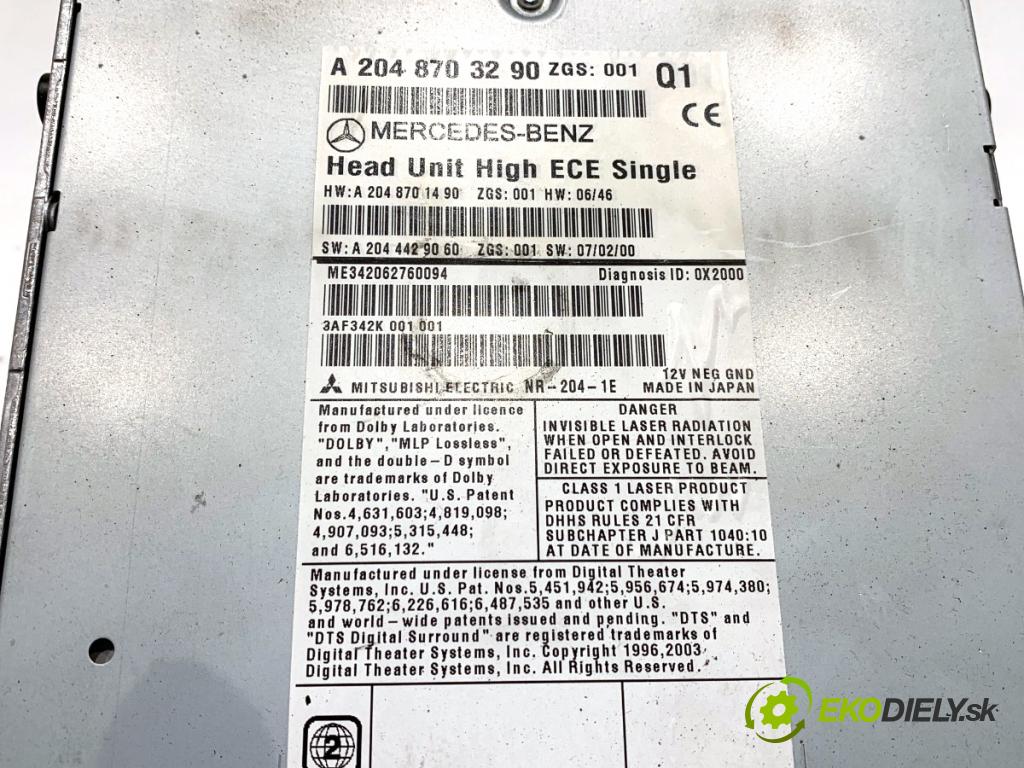 A 204 870 32 90 ZGS: 001 Q1
CE
MERCEDES-BENZ
Head Unit High ECE Single
HW: A 204 870 14 90 ZGS: 001 HW: 06/46
SW: A 204 442 90 60 ZGS: 001 SW: 07/02/00
ME342062760094 Diagnosis ID: 0X2000
3AF342K 001 001
MITSUBISHI ELECTRIC NR-204-1E
12V NEG GND
MADE IN JAPAN
Manufactured under licence
from Dolby Laboratories.
"DOLBY","MLP Lossless",
and the double-D symbol
are trademarks of Dolby
Laboratories. "U.S. Patent
Nos.4,631,603;4,819,098;
4,907,093;5,315,448;
and 6,516,132."
DANGER
INVISIBLE LASER RADIATION
WHEN OPEN AND INTERLOCK
FAILED OR DEFEATED. AVOID
DIRECT EXPOSURE TO BEAM.
CLASS 1 LASER PRODUCT
PRODUCT COMPLIES WITH
DHHS RULES 21 CFR
SUBCHAPTER J PART 1040:10
AT DATE OF MANUFACTURE.
Manufactured under license from Digital Theater
Systems, Inc. U.S. Pat. Nos.5,451,942;5,956,674;5,974,380;
5,978,762;6,226,616;6,487,535 and other U.S.
and world-wide patents issued and pending. "DTS" and
"DTS Digital Surround" are registered trademarks of
Digital Theater Systems, Inc. Copyright 1996,2003
Digital Theater Systems, Inc. All Rights Reserved.
2
EKODIELY.sk